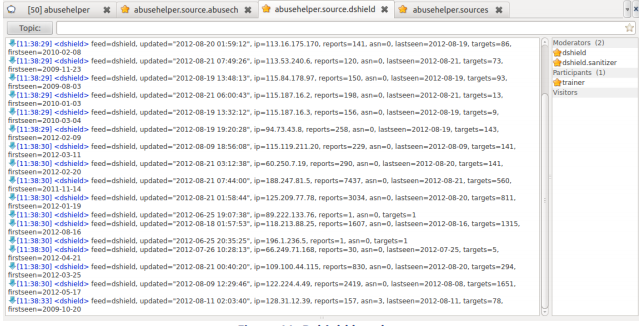 [50] abusehelper
abusehelper.source.abusech
abusehelper.source.dshield
abusehelper.sources
Topic:
Moderators (2)
dshield
dshield.sanitizer
Participants (1)
trainer
Visitors
[11:38:29] <dshield> feed=dshield, updated="2012-08-20 01:59:12", ip=113.16.175.170, reports=141, asn=0, lastseen=2012-08-19, targets=86,
firstseen=2010-02-08
[11:38:29] <dshield> feed=dshield, updated="2012-08-21 07:49:26", ip=113.53.240.6, reports=120, asn=0, lastseen=2012-08-21, targets=73,
firstseen=2009-11-23
[11:38:29] <dshield> feed=dshield, updated="2012-08-19 13:48:13", ip=115.84.178.97, reports=150, asn=0, lastseen=2012-08-19, targets=93,
firstseen=2009-08-03
[11:38:29] <dshield> feed=dshield, updated="2012-08-21 06:00:43", ip=115.187.16.2, reports=198, asn=0, lastseen=2012-08-21, targets=13,
firstseen=2010-01-03
[11:38:29] <dshield> feed=dshield, updated="2012-08-19 13:32:12", ip=115.187.16.3, reports=156, asn=0, lastseen=2012-08-19, targets=9,
firstseen=2010-03-04
[11:38:29] <dshield> feed=dshield, updated="2012-08-19 19:20:28", ip=94.73.43.8, reports=258, asn=0, lastseen=2012-08-19, targets=143,
firstseen=2012-02-09
[11:38:30] <dshield> feed=dshield, updated="2012-08-09 18:56:08", ip=115.119.211.20, reports=229, asn=0, lastseen=2012-08-09, targets=141,
firstseen=2012-03-11
[11:38:30] <dshield> feed=dshield, updated="2012-08-21 03:12:38", ip=60.250.7.19, reports=290, asn=0, lastseen=2012-08-20, targets=141,
firstseen=2012-02-20
[11:38:30] <dshield> feed=dshield, updated="2012-08-21 07:44:00", ip=188.247.81.5, reports=7437, asn=0, lastseen=2012-08-21, targets=560,
firstseen=2011-11-14
[11:38:30] <dshield> feed=dshield, updated="2012-08-21 01:58:44", ip=125.209.77.78, reports=3034, asn=0, lastseen=2012-08-20, targets=811,
firstseen=2012-01-19
[11:38:30] <dshield> feed=dshield, updated="2012-06-25 19:07:38", ip=89.222.133.76, reports=1, asn=0, targets=1
[11:38:30] <dshield> feed=dshield, updated="2012-08-18 01:57:53", ip=118.213.88.25, reports=1607, asn=0, lastseen=2012-08-16, targets=1315,
firstseen=2012-08-16
[11:38:30] <dshield> feed=dshield, updated="2012-06-25 20:35:25", ip=196.1.236.5, reports=1, asn=0, targets=1
[11:38:30] <dshield> feed=dshield, updated="2012-07-26 10:28:13", ip=66.249.71.168, reports=30, asn=0, lastseen=2012-07-25, targets=5,
firstseen=2012-04-21
[11:38:30] <dshield> feed=dshield, updated="2012-08-21 00:40:20", ip=109.100.44.115, reports=830, asn=0, lastseen=2012-08-20, targets=294,
firstseen=2012-03-25
[11:38:30] <dshield> feed=dshield, updated="2012-08-09 12:29:46", ip=122.224.4.49, reports=2419, asn=0, lastseen=2012-08-08, targets=1651,
firstseen=2012-05-17
[11:38:33] <dshield> feed=dshield, updated="2012-08-11 02:03:40", ip=128.31.12.39, reports=157, asn=3, lastseen=2012-08-11, targets=78,
firstseen=2009-10-20